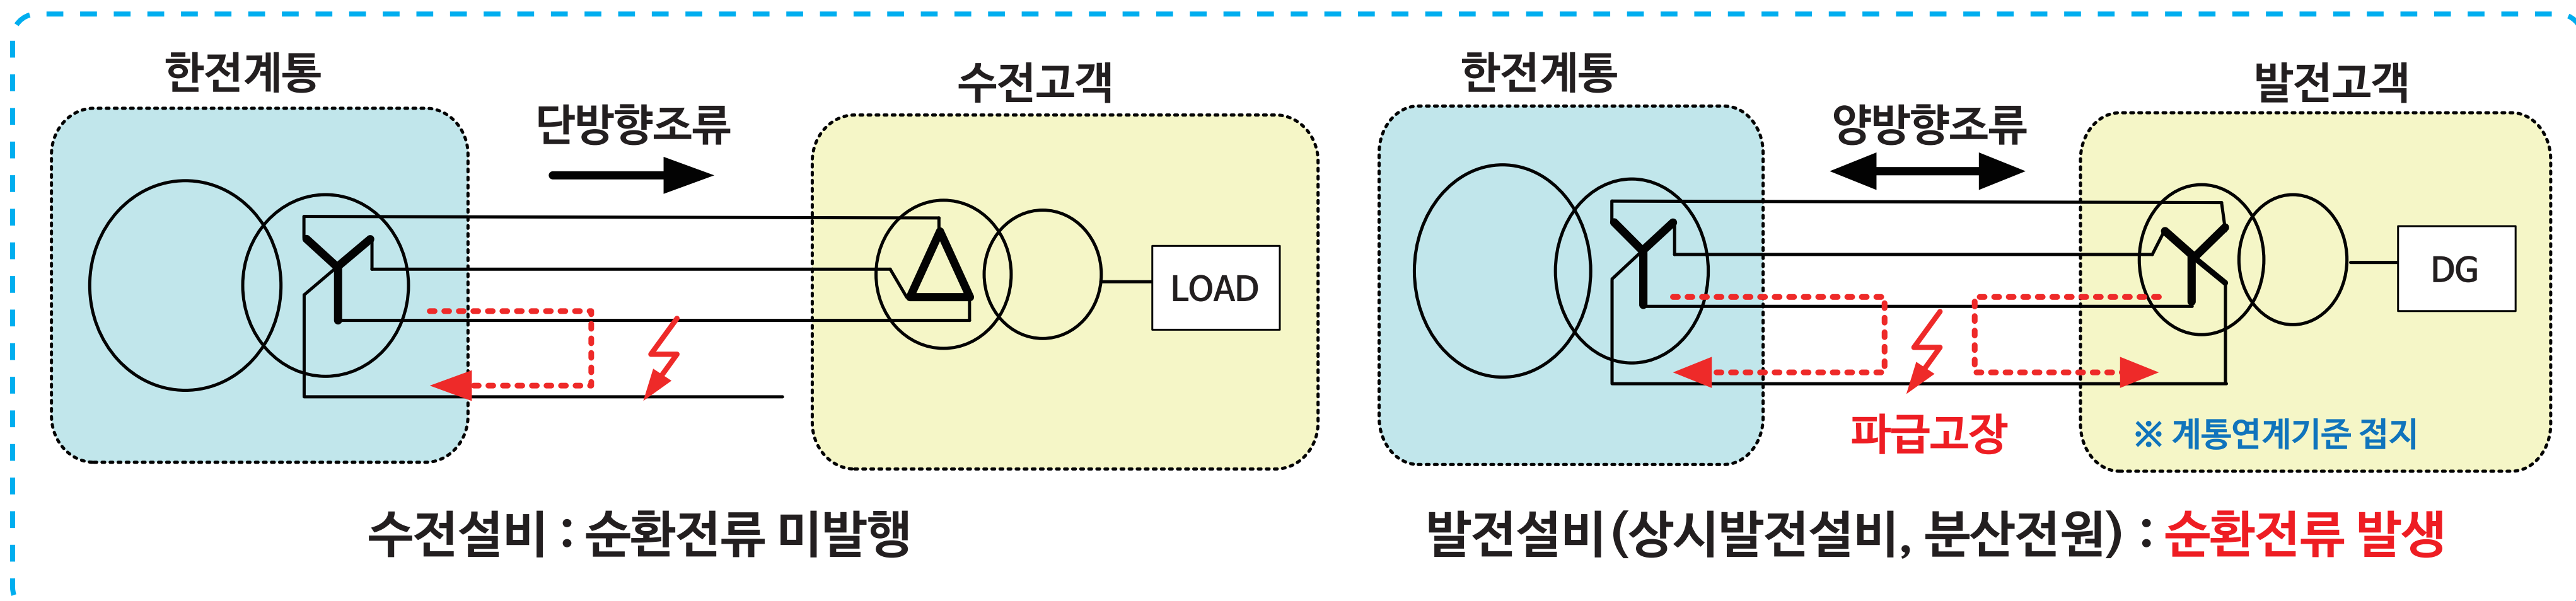 한전계통
단방향조류
수전고객
LOAD
수전설비 : 순환전류 미발행
한전계통
양방향조류
발전고객
DG
파급고장
※ 계통연계기준 접지
발전설비(상시발전설비, 분산전원) : 순환전류 발생